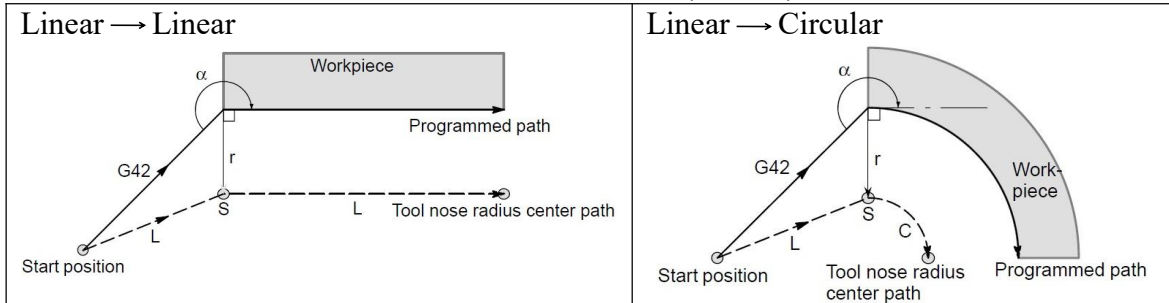 Linear → Linear
Workpiece
α
Programmed path
G42
r
S
L
Tool nose radius center path
L
Start position
Linear → Circular
α
Work-
piece
r
G42
S
L
C
Start position
Tool nose radius
center path
Programmed path